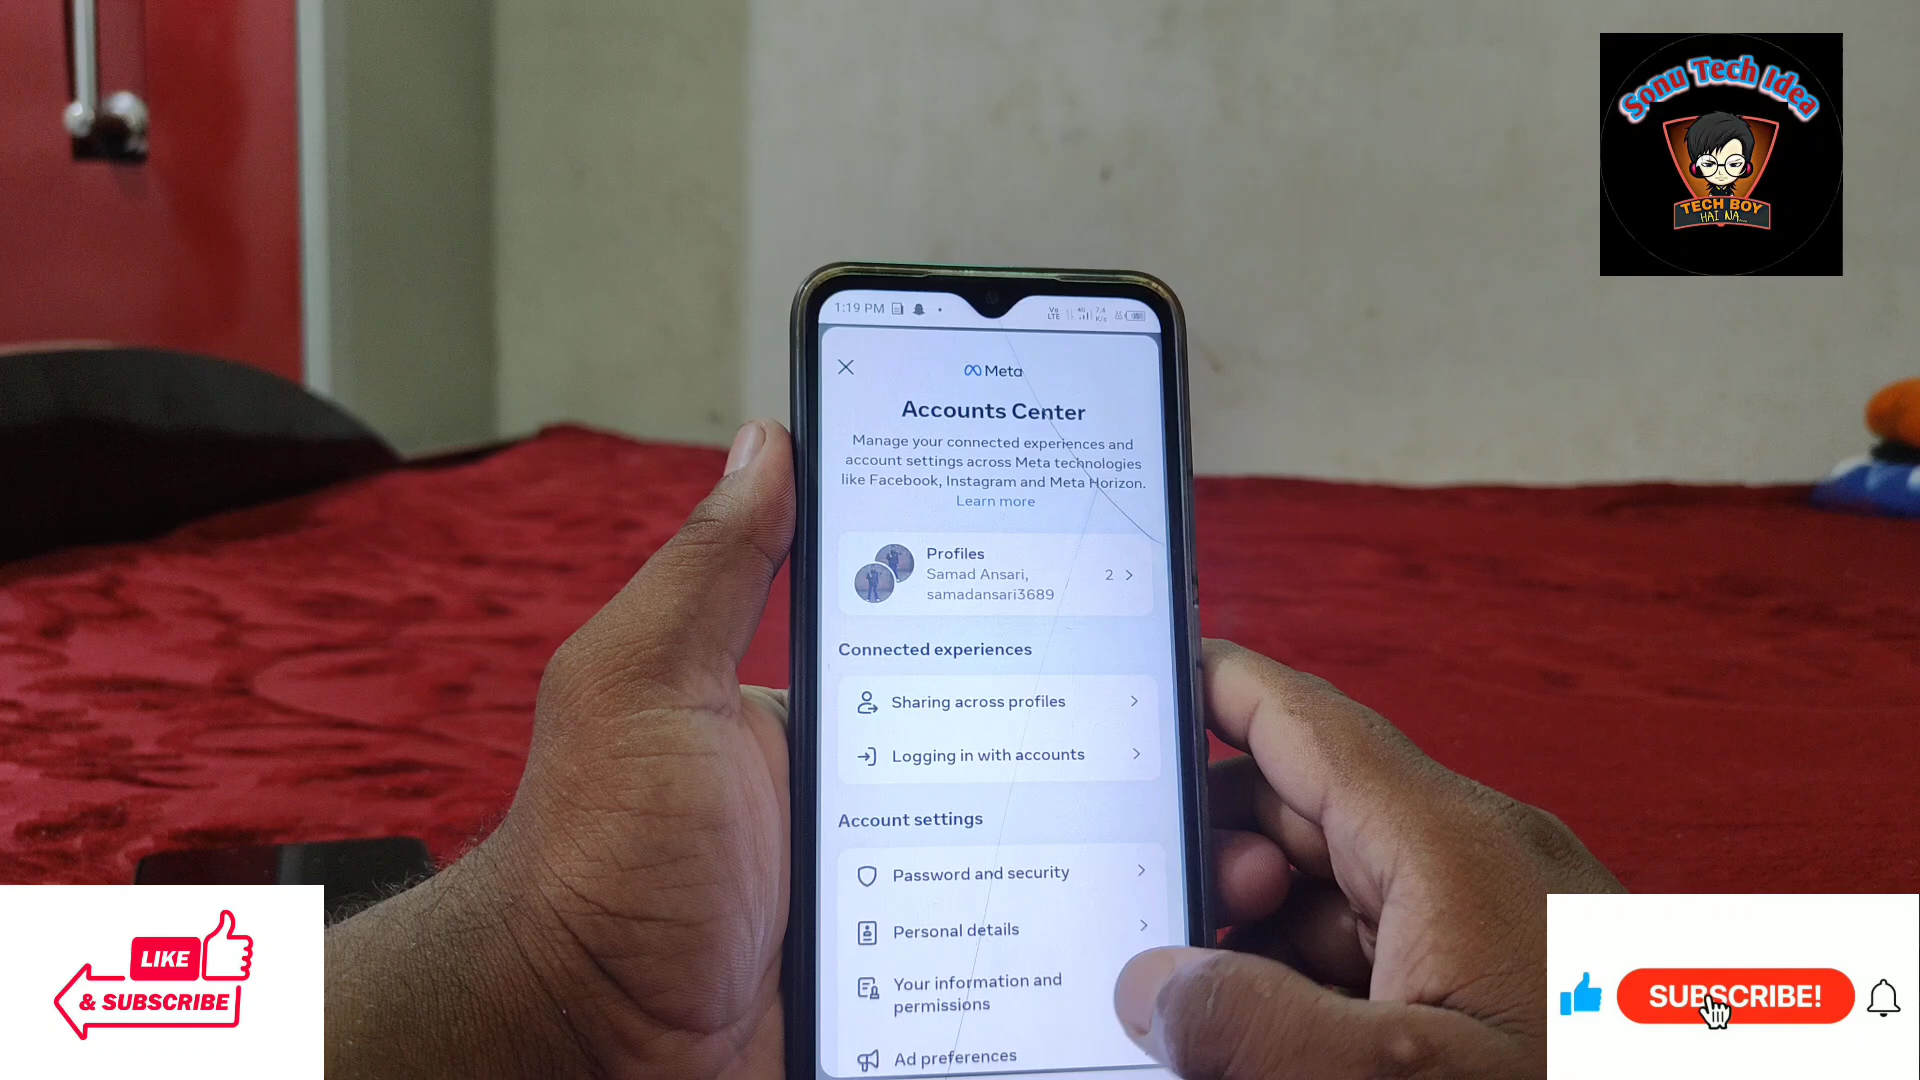 Sonu Tech Idea
TECH BOY
HAI NA...
1:19 PM
Meta
Accounts Center
Manage your connected experiences and
account settings across Meta technologies
like Facebook, Instagram and Meta Horizon.
Learn more
Profiles
Samad Ansari,
samadansari3689
2
Connected experiences
Sharing across profiles
Logging in with accounts
Account settings
Password and security
Personal details
Your information and
permissions
Ad preferences
LIKE
& SUBSCRIBE
SUBSCRIBE!